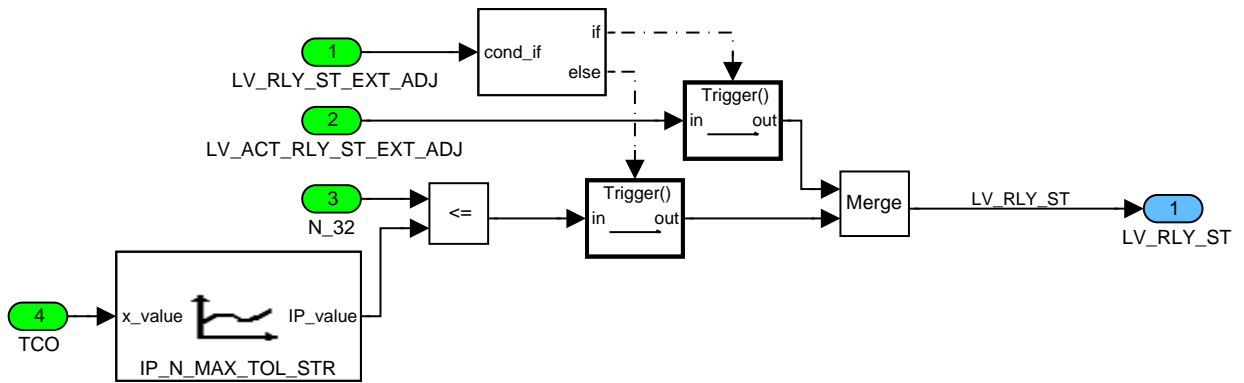 1
LV_RLY_ST_EXT_ADJ
cond_if
if
else
2
LV_ACT_RLY_ST_EXT_ADJ
Trigger()
in
out
3
N_32
<=
Trigger()
in
out
Merge
LV_RLY_ST
1
LV_RLY_ST
4
TCO
x_value
IP_value
IP_N_MAX_TOL_STR